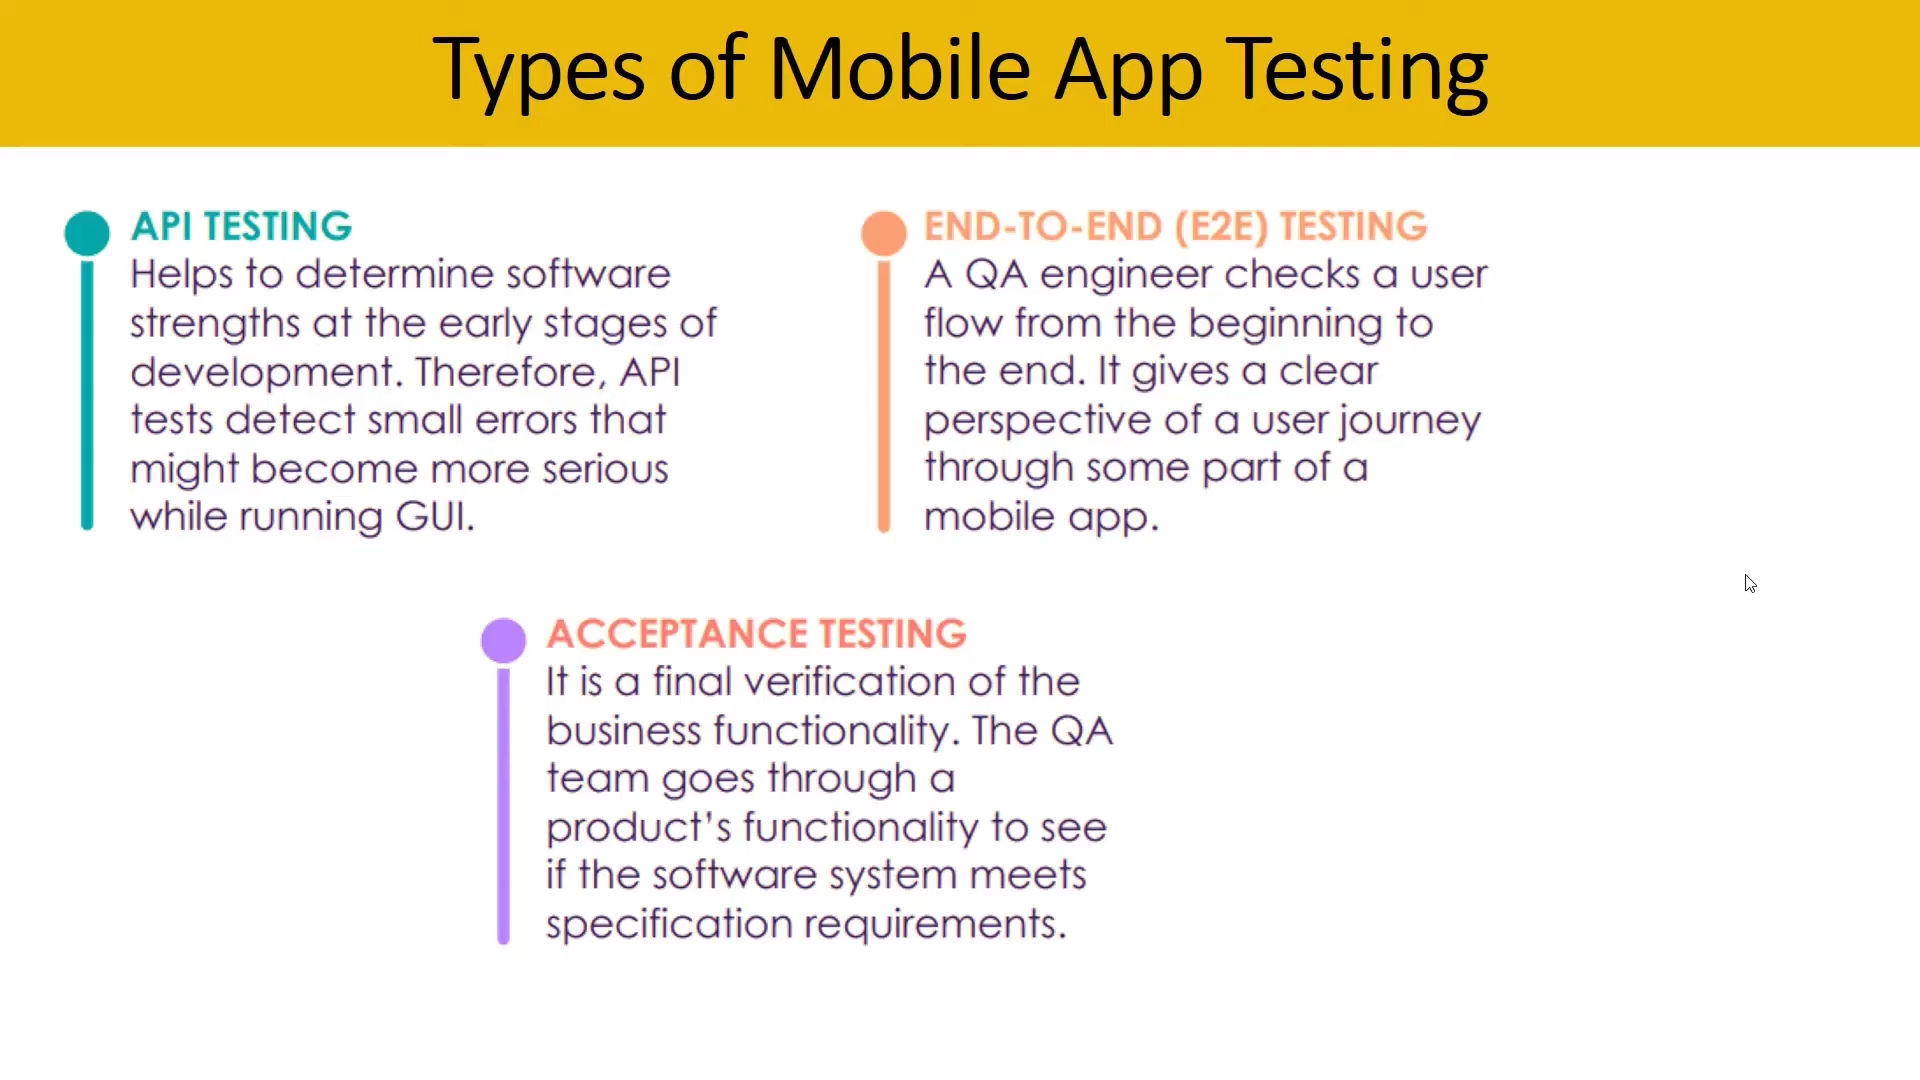 Types of Mobile App Testing
API TESTING
Helps to determine software
strengths at the early stages of
development. Therefore, API
tests detect small errors that
might become more serious
while running GUI.
END-TO-END (E2E) TESTING
A QA engineer checks a user
flow from the beginning to
the end. It gives a clear
perspective of a user journey
through some part of a
mobile app.
ACCEPTANCE TESTING
It is a final verification of the
business functionality. The QA
team goes through a
product’s functionality to see
if the software system meets
specification requirements.